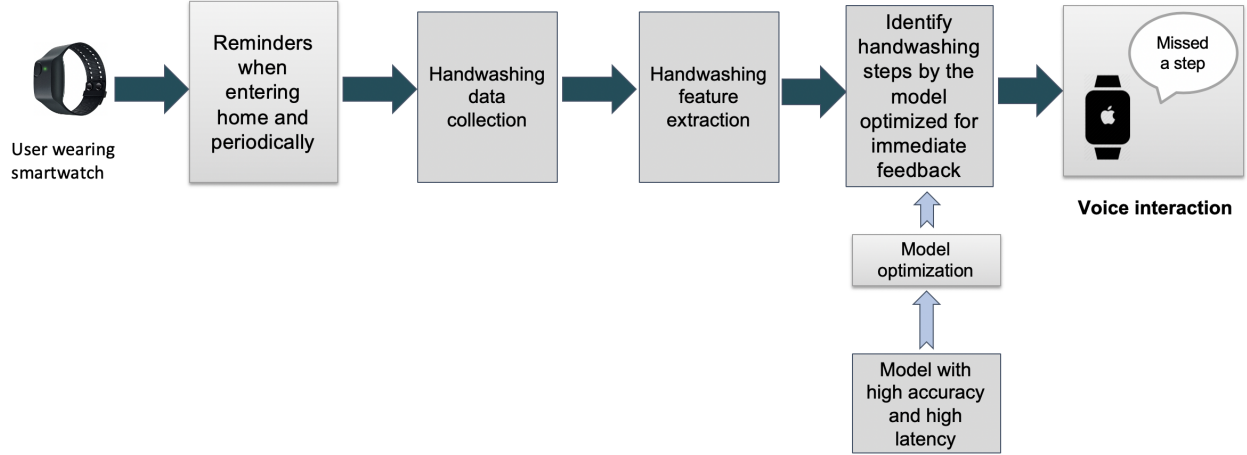 User wearing
smartwatch
Reminders
when
entering
home and
periodically
Handwashing
data
collection
Handwashing
feature
extraction
Identify
handwashing
steps by the
model
optimized for
immediate
feedback
Missed
a step
Voice interaction
Model
optimization
Model with
high accuracy
and high
latency